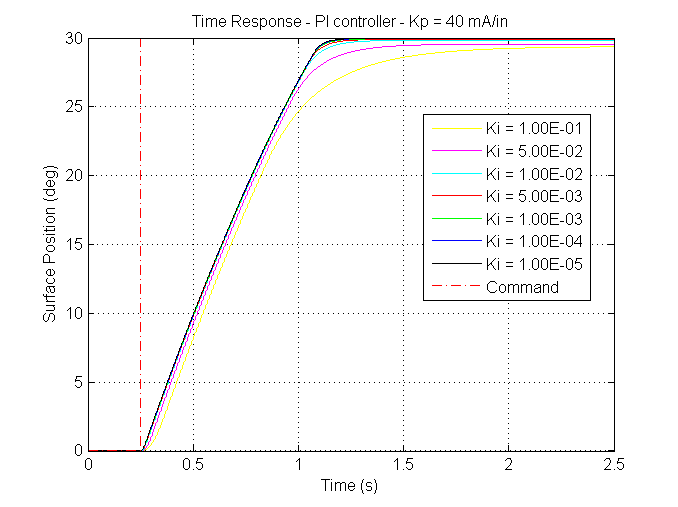 Time Response - PI controller - Kp = 40 mA/in
30
25
20
15
10
5
0
Surface Position (deg)
Ki = 1.00E-01
Ki = 5.00E-02
Ki = 1.00E-02
Ki = 5.00E-03
Ki = 1.00E-03
Ki = 1.00E-04
Ki = 1.00E-05
Command
0 0.5 1 1.5 2 2.5
Time (s)